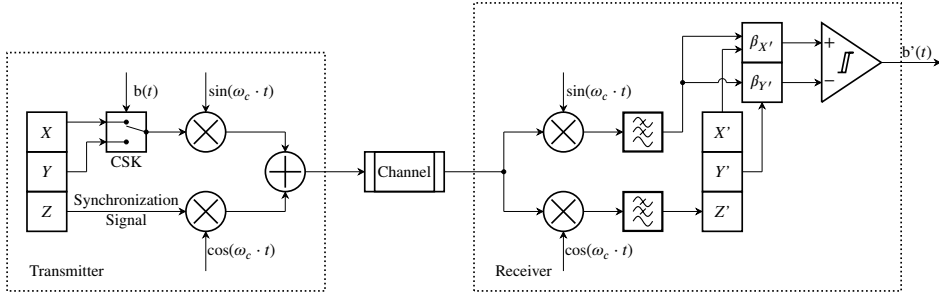 b(t)
sin(ω_c · t)
X
Y
Z
CSK
Synchronization
Signal
cos(ω_c · t)
Transmitter
Channel
sin(ω_c · t)
cos(ω_c · t)
β_X′
β_Y′
+
−
b’(t)
X’
Y’
Z’
Receiver